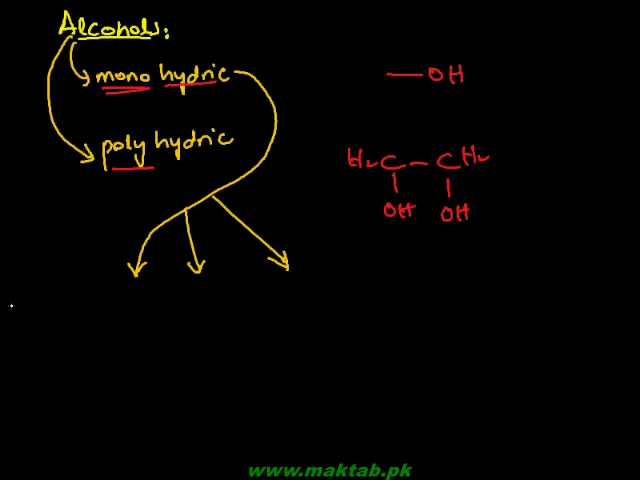 Alcohols:
mono hydric
—OH
poly hydric
H₂C — CH₂
OH OH
www.maktab.pk